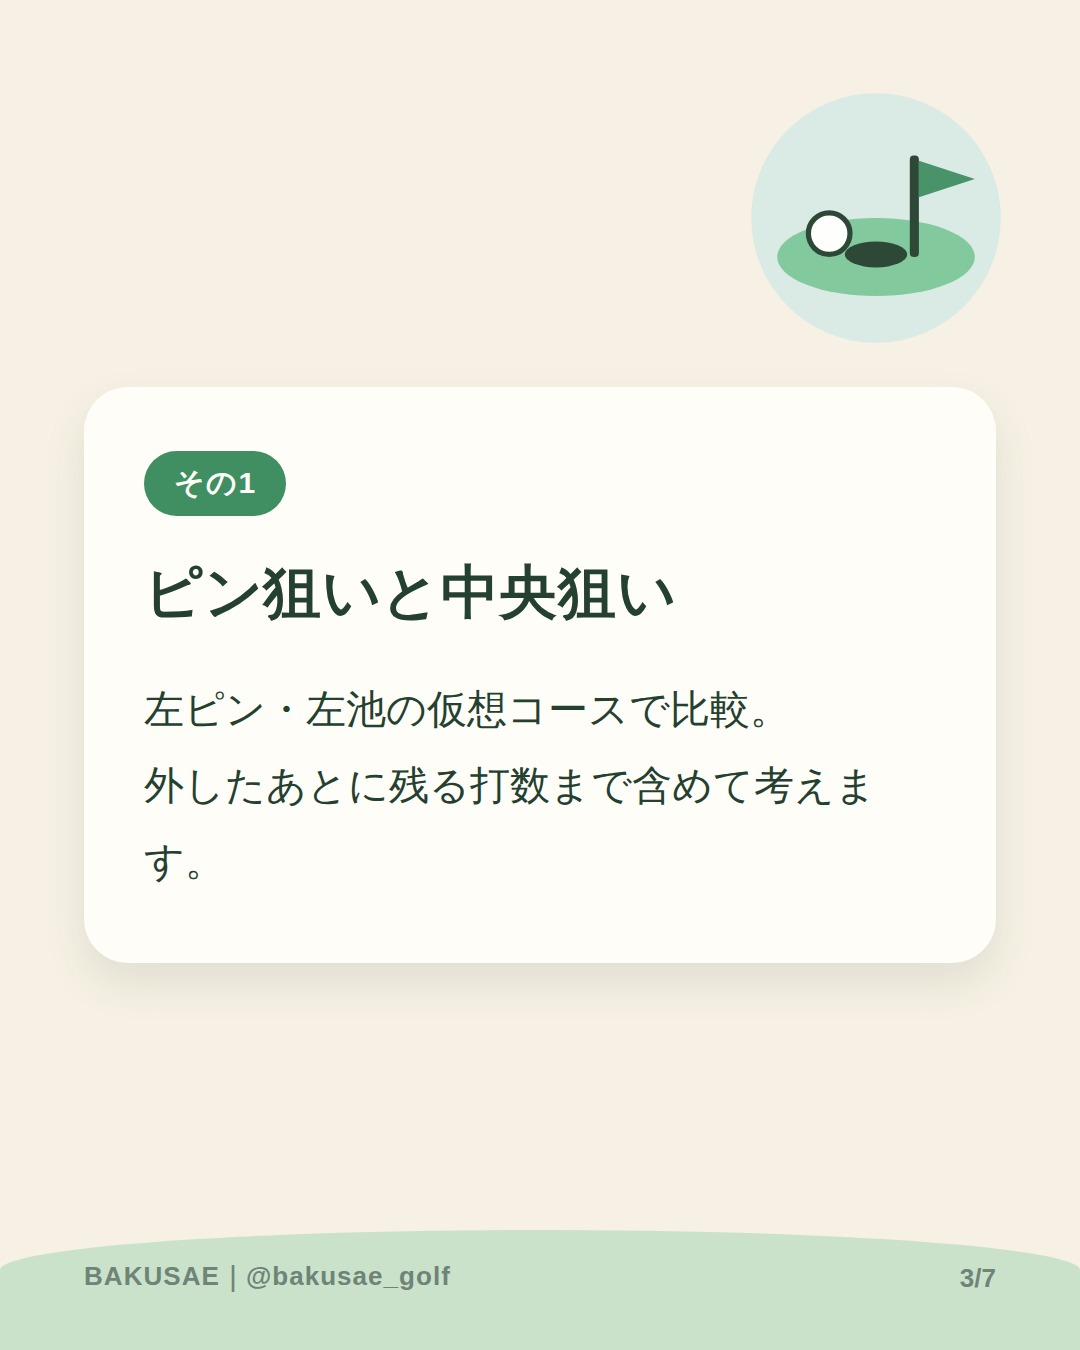 その1
ピン狙いと中央狙い
左ピン・左池の仮想コースで比較。
外したあとに残る打数まで含めて考えま
す。
BAKUSAE | @bakusae_golf
3/7